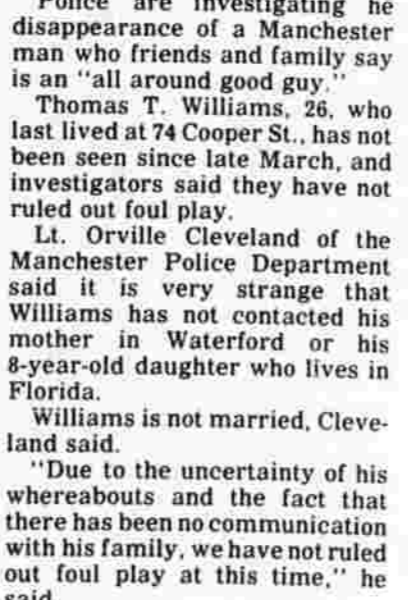 Police are investigating he
disappearance of a Manchester
man who friends and family say
is an "all around good guy."
Thomas T. Williams, 26, who
last lived at 74 Cooper St., has not
been seen since late March, and
investigators said they have not
ruled out foul play.
Lt. Orville Cleveland of the
Manchester Police Department
said it is very strange that
Williams has not contacted his
mother in Waterford or his
8-year-old daughter who lives in
Florida.
Williams is not married, Cleve-
land said.
"Due to the uncertainty of his
whereabouts and the fact that
there has been no communication
with his family, we have not ruled
out foul play at this time," he
said